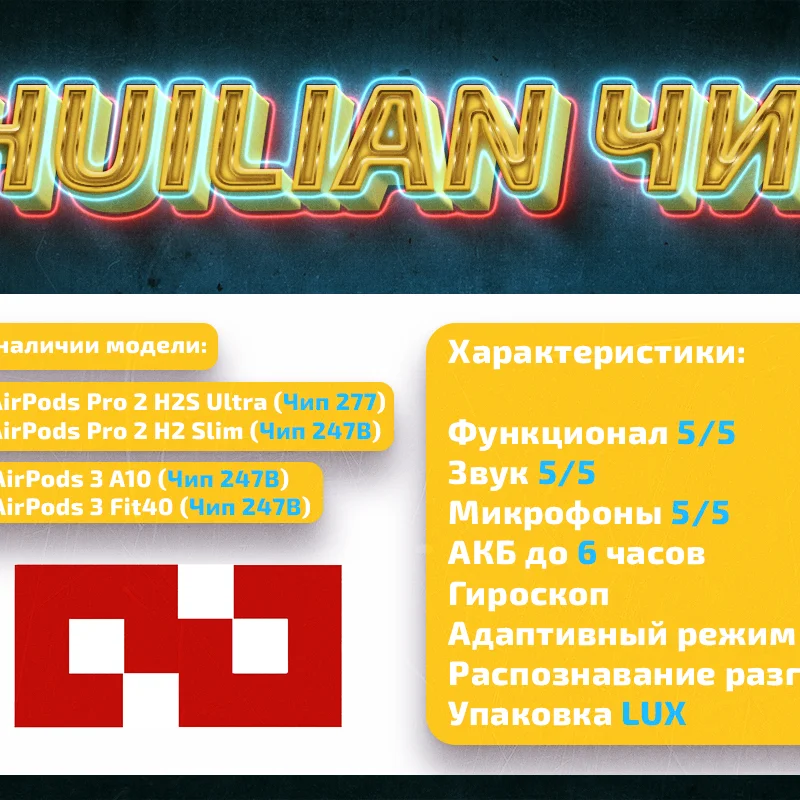 HUILIAN ЧИ
наличии модели:
AirPods Pro 2 H2S Ultra (Чип 277)
AirPods Pro 2 H2 Slim (Чип 247B)
AirPods 3 A10 (Чип 247B)
AirPods 3 Fit40 (Чип 247B)
Характеристики:
Функционал 5/5
Звук 5/5
Микрофоны 5/5
АКБ до 6 часов
Гироскоп
Адаптивный режим
Распознавание разг
Упаковка LUX